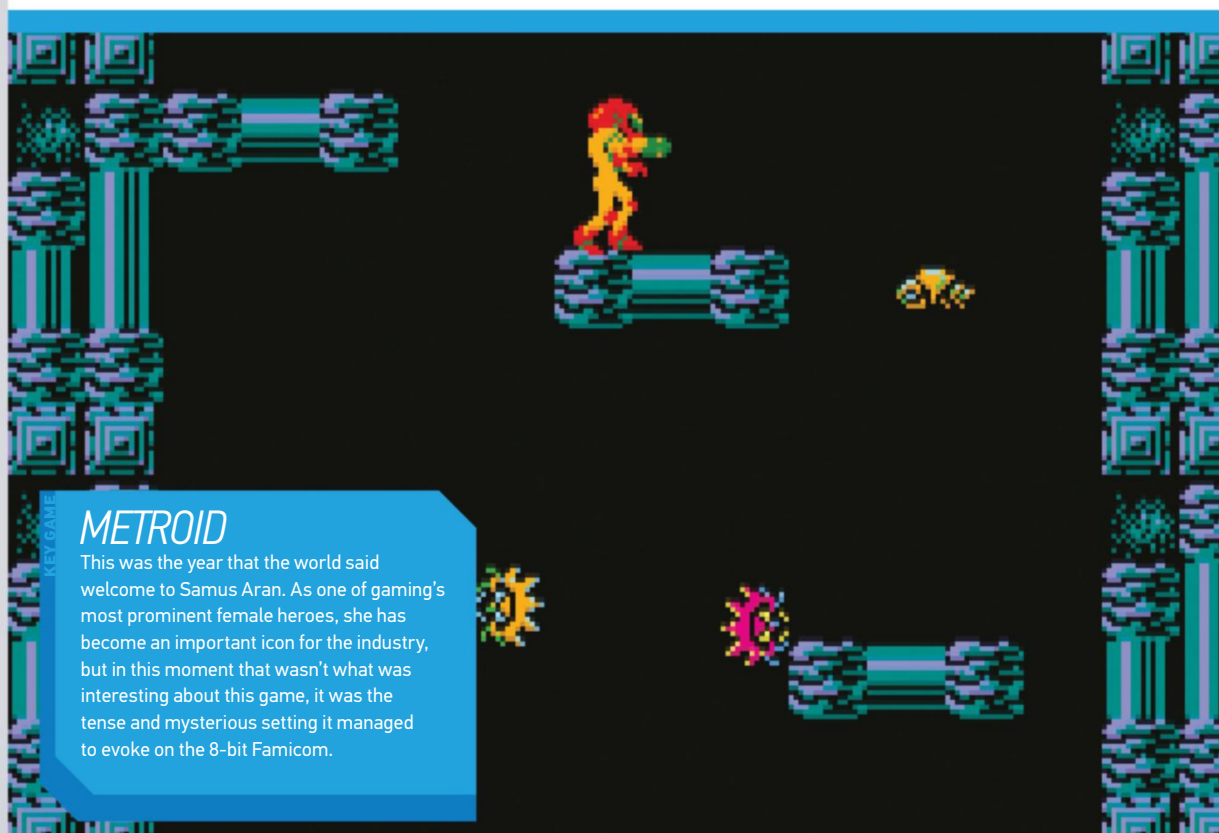 KEY GAME
METROID
This was the year that the world said
welcome to Samus Aran. As one of gaming's
most prominent female heroes, she has
become an important icon for the industry,
but in this moment that wasn't what was
interesting about this game, it was the
tense and mysterious setting it managed
to evoke on the 8-bit Famicom.